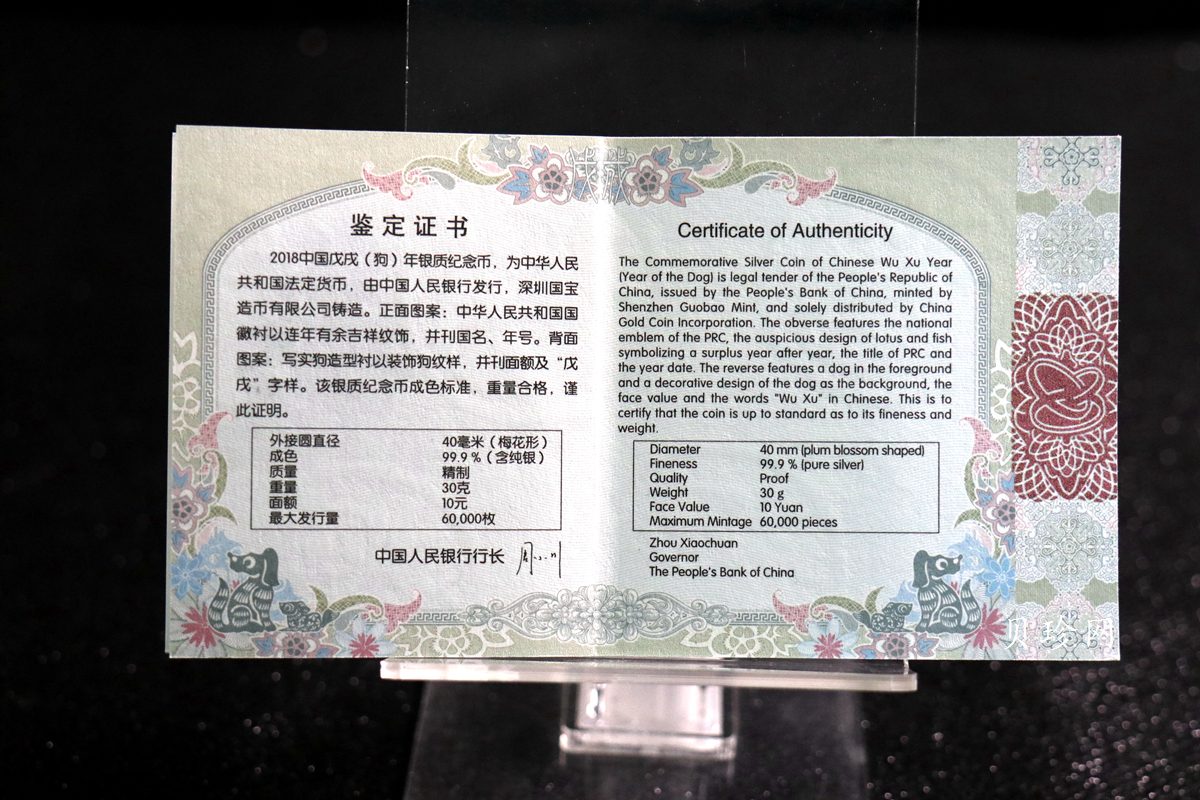 鉴定证书
2018中国戊戌（狗）年银质纪念币，为中华人民
共和国法定货币，由中国人民银行发行，深圳国宝
造币有限公司铸造。正面图案：中华人民共和国国
徽衬以连年有余吉祥纹饰，并刊国名、年号。背面
图案：写实狗造型衬以装饰狗纹样，并刊面额及“戊
戌”字样。该银质纪念币成色标准，重量合格，谨
此证明。
外接圆直径 40毫米（梅花形）
成色 99.9％（含纯银）
质量 精制
重量 30克
面额 10元
最大发行量 60,000枚
中国人民银行行长
Certificate of Authenticity
The Commemorative Silver Coin of Chinese Wu Xu Year
(Year of the Dog) is legal tender of the People's Republic of
China, issued by the People's Bank of China, minted by
Shenzhen Guobao Mint, and solely distributed by China
Gold Coin Incorporation. The obverse features the national
emblem of the PRC, the auspicious design of lotus and fish
symbolizing a surplus year after year, the title of PRC and
the year date. The reverse features a dog in the foreground
and a decorative design of the dog as the background, the
face value and the words "Wu Xu" in Chinese. This is to
certify that the coin is up to standard as to its fineness and
weight.
Diameter 40 mm (plum blossom shaped)
Fineness 99.9 % (pure silver)
Quality Proof
Weight 30 g
Face Value 10 Yuan
Maximum Mintage 60,000 pieces
Zhou Xiaochuan
Governor
The People's Bank of China